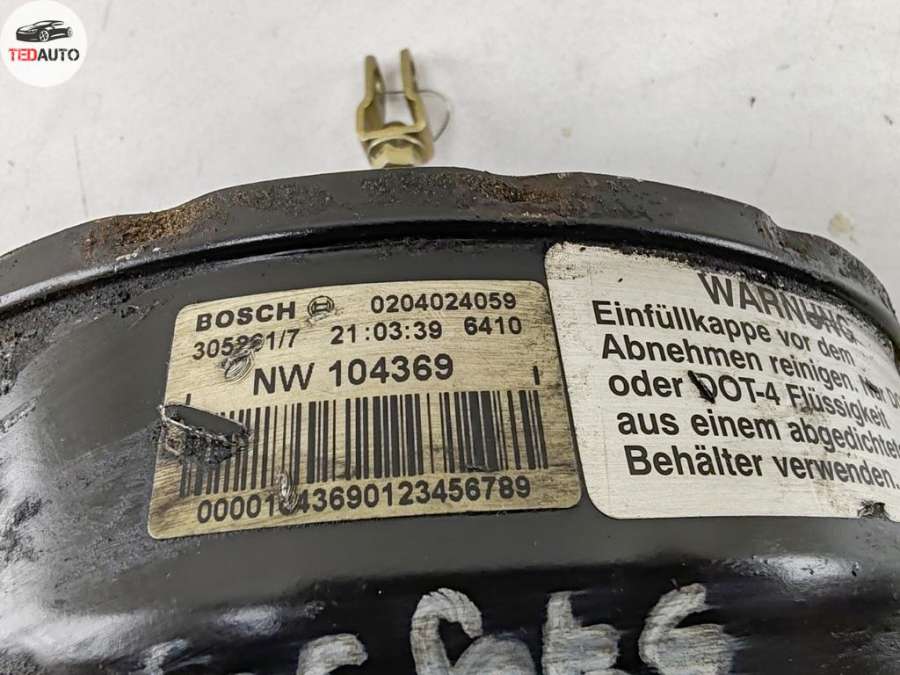 TEDAUTO
BOSCH 0204024059
21:03:39 6410
NW 104369
WARNUNG
Einfüllkappe vor dem
Abnehmen reinigen.
oder DOT-4 Flüssigkeit
aus einem abgedichtete
Behälter verwenden.